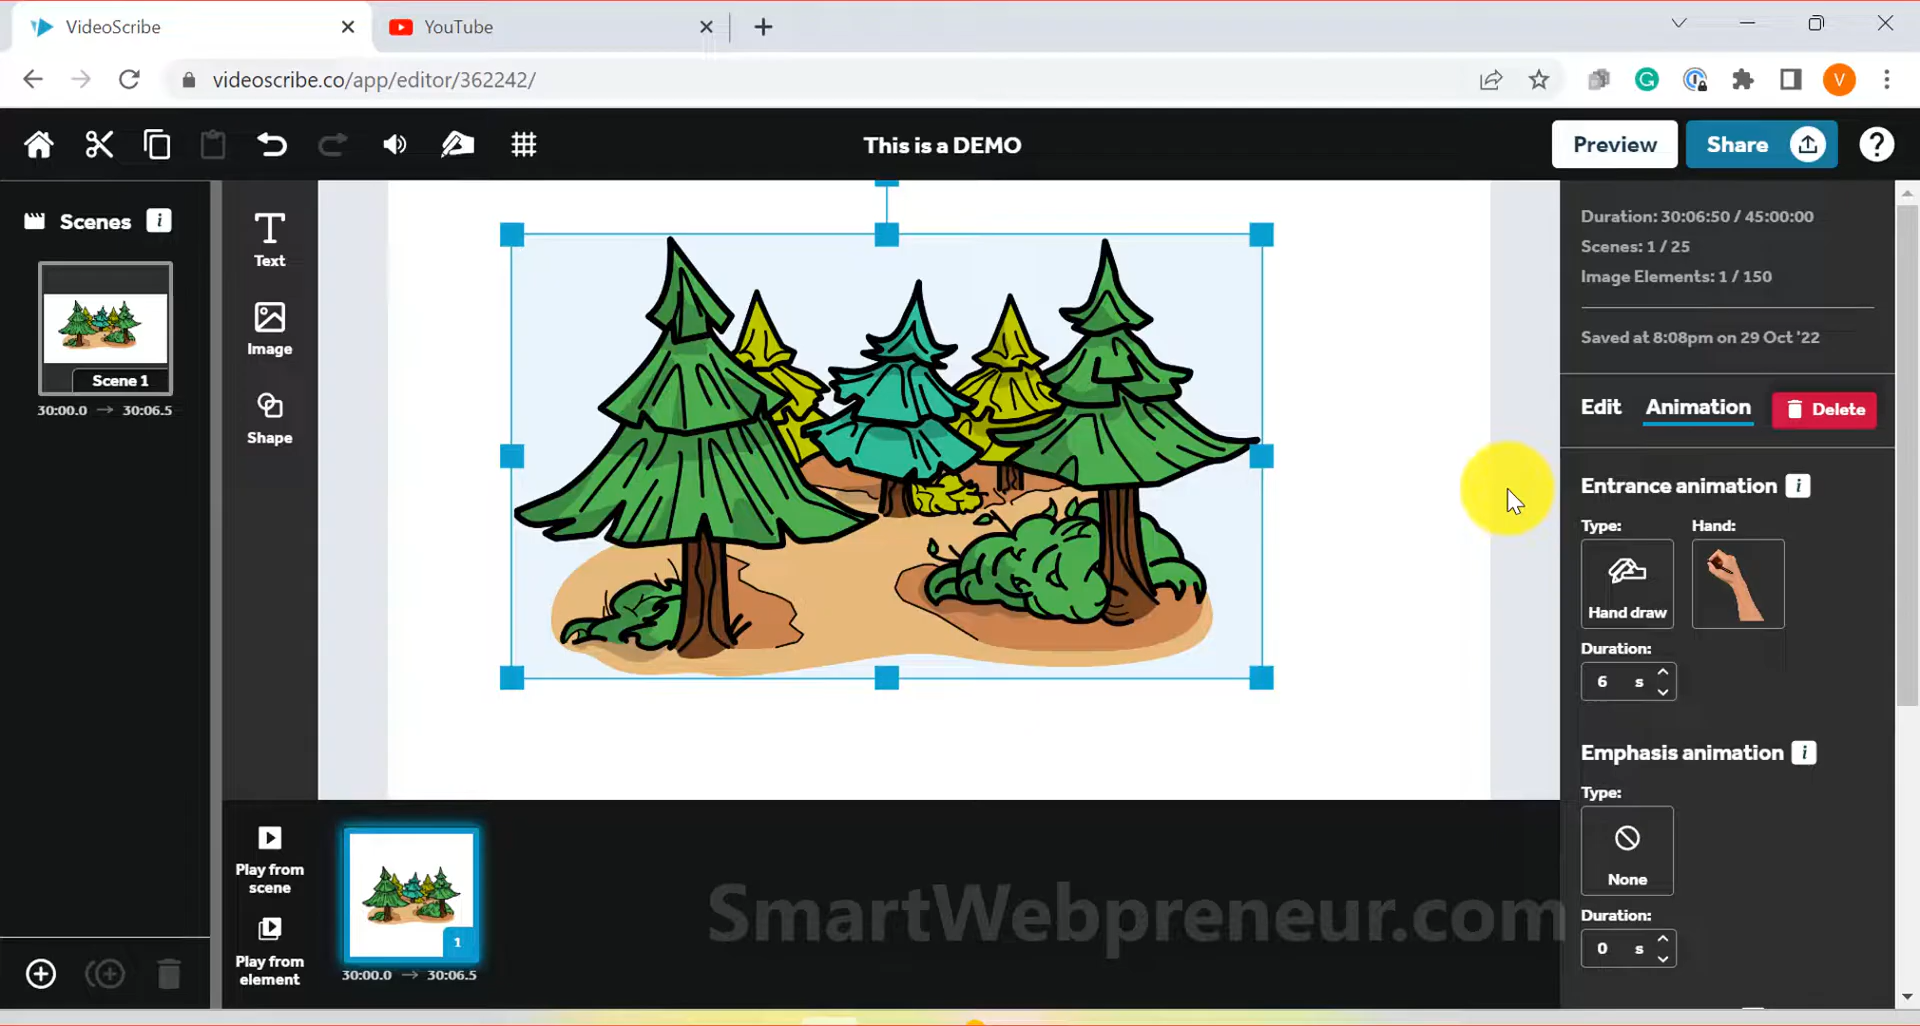 VideoScribe
YouTube
videoscribe.co/app/editor/362242/
V
This is a DEMO
Preview
Share
?
Scenes i
Scene 1
30:00.0 → 30:06.5
Text
Image
Shape
Duration: 30:06:50 / 45:00:00
Scenes: 1 / 25
Image Elements: 1 / 150
Saved at 8:08pm on 29 Oct '22
Edit Animation Delete
Entrance animation i
Type: Hand:
Hand draw
Duration:
6 s
Emphasis animation i
Type:
None
Duration:
0 s
Play from
scene
Play from
element
1
30:00.0 → 30:06.5
SmartWebpreneur.com